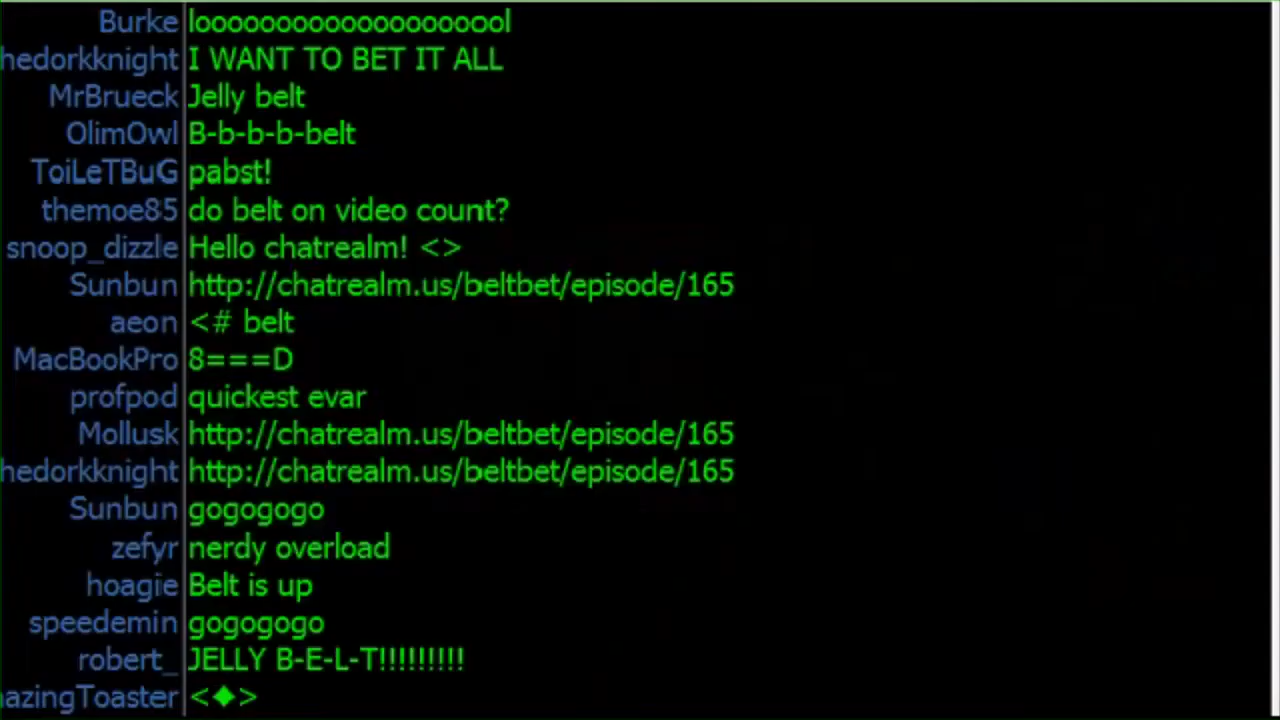 Burke looooooooooooooooooool
hedorkknight I WANT TO BET IT ALL
MrBrueck Jelly belt
OlimOwl B-b-b-b-belt
ToiLeTBuG pabst!
themoe85 do belt on video count?
snoop_dizzle Hello chatrealm! <>
Sunbun http://chatrealm.us/beltbet/episode/165
aeon <# belt
MacBookPro 8===D
profpod quickest evar
Mollusk http://chatrealm.us/beltbet/episode/165
hedorkknight http://chatrealm.us/beltbet/episode/165
Sunbun gogogogo
zefyr nerdy overload
hoagie Belt is up
speedemin gogogogo
robert_ JELLY B-E-L-T!!!!!!!!!
azingToaster <◆>